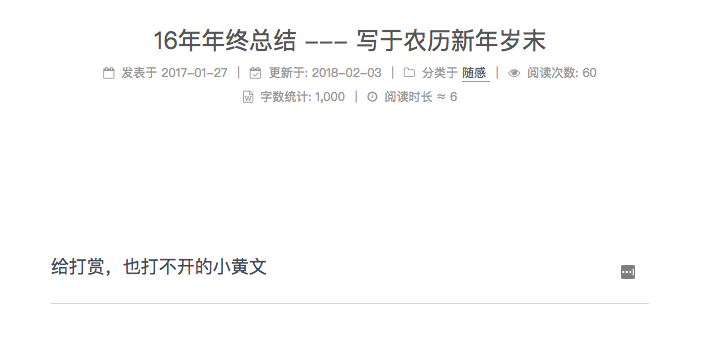 16年年终总结 --- 写于农历新年岁末
发表于 2017-01-27 | 更新于: 2018-02-03 | 分类于 随感 | 阅读次数: 60
字数统计: 1,000 | 阅读时长 ≈ 6
给打赏，也打不开的小黄文